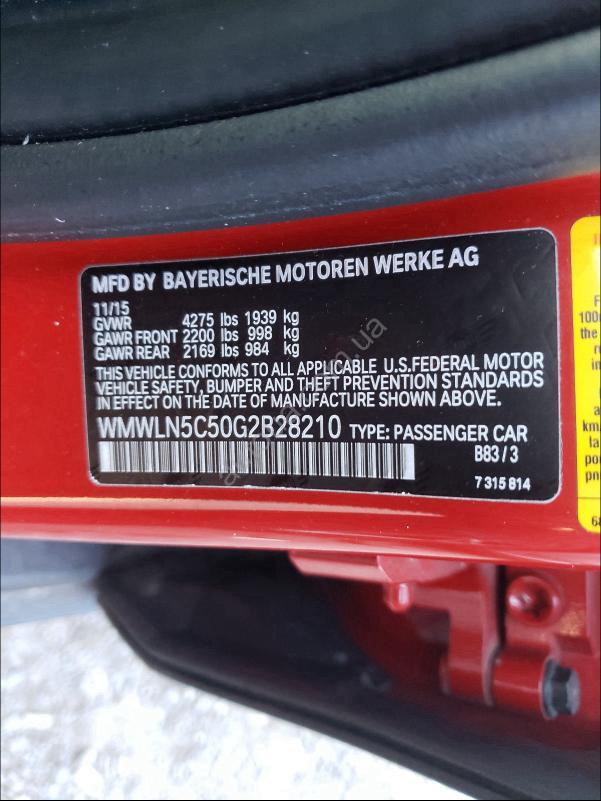 MFD BY BAYERISCHE MOTOREN WERKE AG
11/15
GVWR 4275 lbs 1939 kg
GAWR FRONT 2200 lbs 998 kg
GAWR REAR 2169 lbs 984 kg
THIS VEHICLE CONFORMS TO ALL APPLICABLE U.S.FEDERAL MOTOR
VEHICLE SAFETY, BUMPER AND THEFT PREVENTION STANDARDS
IN EFFECT ON THE DATE OF MANUFACTURE SHOWN ABOVE.
WMWLN5C50G2B28210 TYPE: PASSENGER CAR
B83 / 3
7 315 814